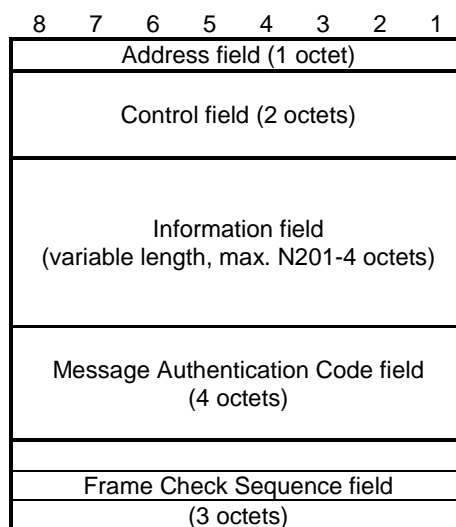 8 7 6 5 4 3 2 1
Address field (1 octet)
Control field (2 octets)
Information field
(variable length, max. N201-4 octets)
Message Authentication Code field
(4 octets)
Frame Check Sequence field
(3 octets)